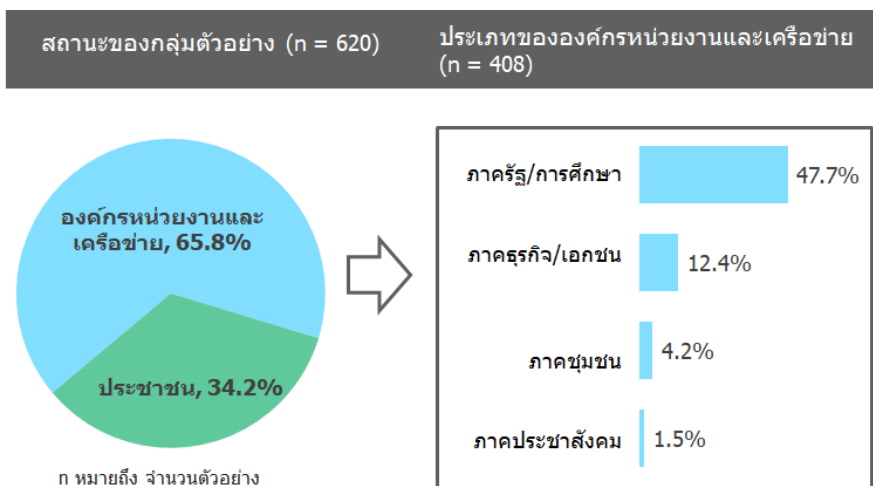 สถานะของกลุ่มตัวอย่าง (n = 620)
ประเภทขององค์กรหน่วยงานและเครือข่าย
(n = 408)
องค์กรหน่วยงานและ
เครือข่าย, 65.8%
ประชาชน, 34.2%
n หมายถึง จำนวนตัวอย่าง
ภาครัฐ/การศึกษา
47.7%
ภาคธุรกิจ/เอกชน
12.4%
ภาคชุมชน
4.2%
ภาคประชาสังคม
1.5%